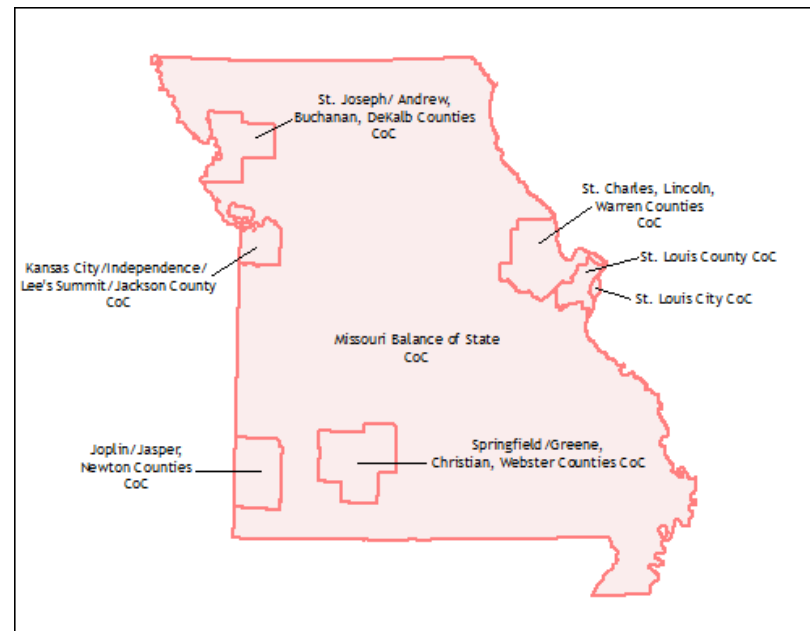 St. Joseph/ Andrew,
Buchanan, DeKalb Counties
CoC
St. Charles, Lincoln,
Warren Counties
CoC
St. Louis County CoC
Kansas City/Independence/
Lee's Summit/Jackson County
CoC
St. Louis City CoC
Missouri Balance of State
CoC
Joplin/Jasper,
Newton Counties
CoC
Springfield/Greene,
Christian, Webster Counties CoC